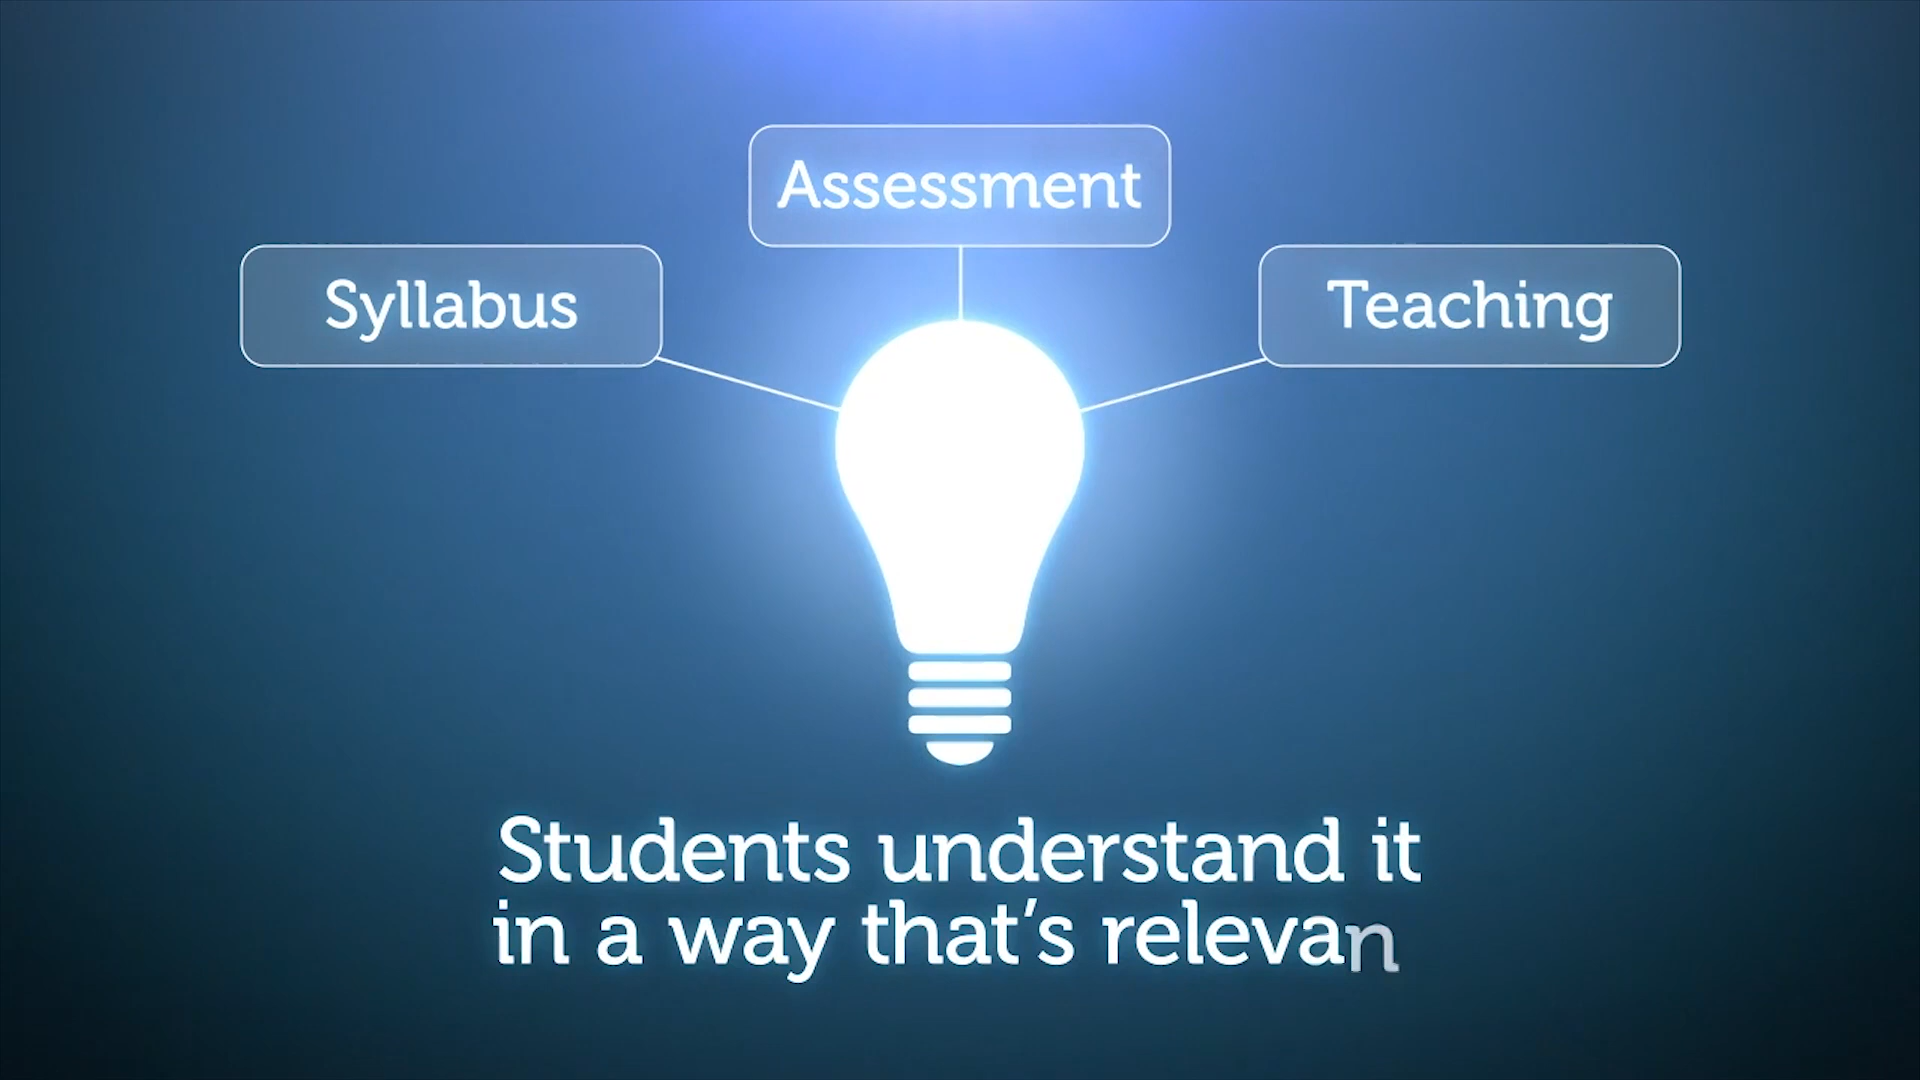 Assessment
Syllabus
Teaching
Students understand it
in a way that's relevan